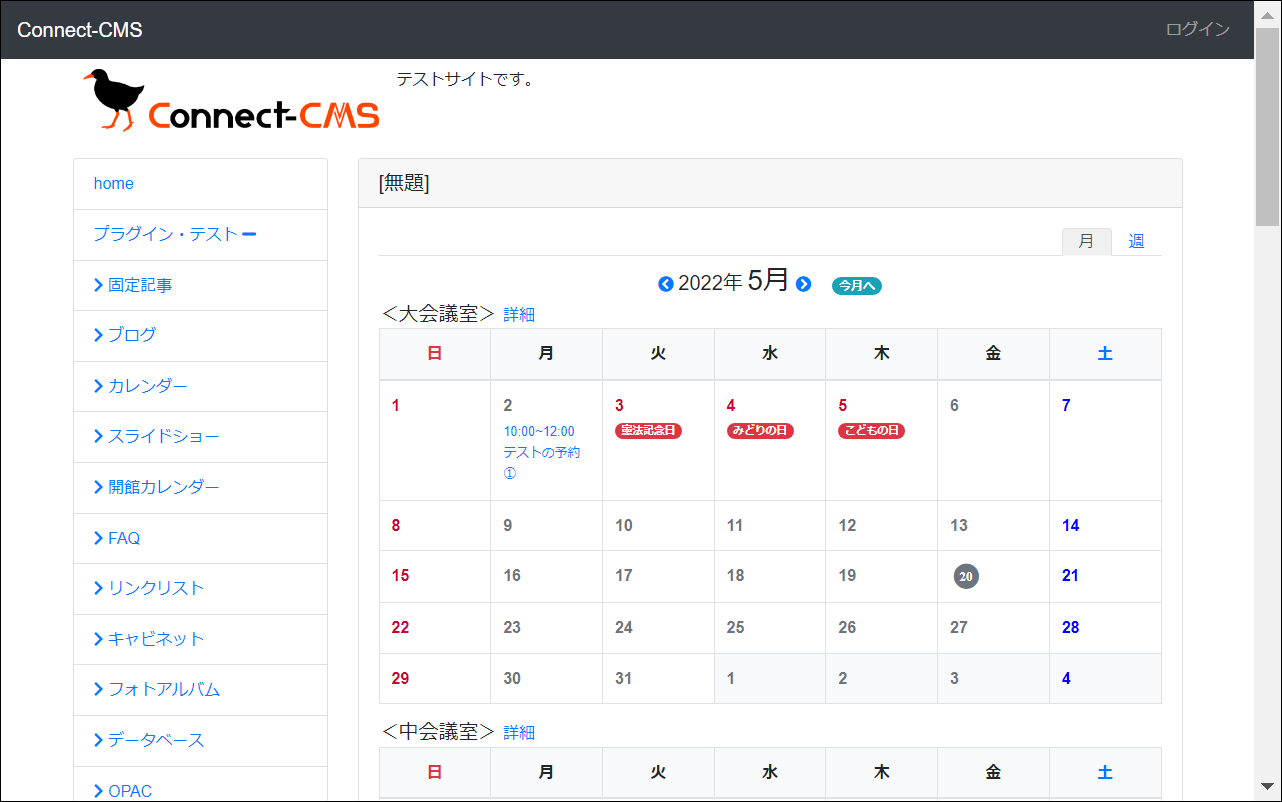 Connect-CMS ログイン
Connect-CMS テストサイトです。
home
プラグイン・テスト
固定記事
ブログ
カレンダー
スライドショー
開館カレンダー
FAQ
リンクリスト
キャビネット
フォトアルバム
データベース
OPAC
[無題]
月 週
2022年 5月 今月へ
＜大会議室＞ 詳細
日 月 火 水 木 金 土
1 2 3 4 5 6 7
10:00~12:00 憲法記念日 みどりの日 こどもの日
テストの予約
①
8 9 10 11 12 13 14
15 16 17 18 19 20 21
22 23 24 25 26 27 28
29 30 31 1 2 3 4
＜中会議室＞ 詳細
日 月 火 水 木 金 土